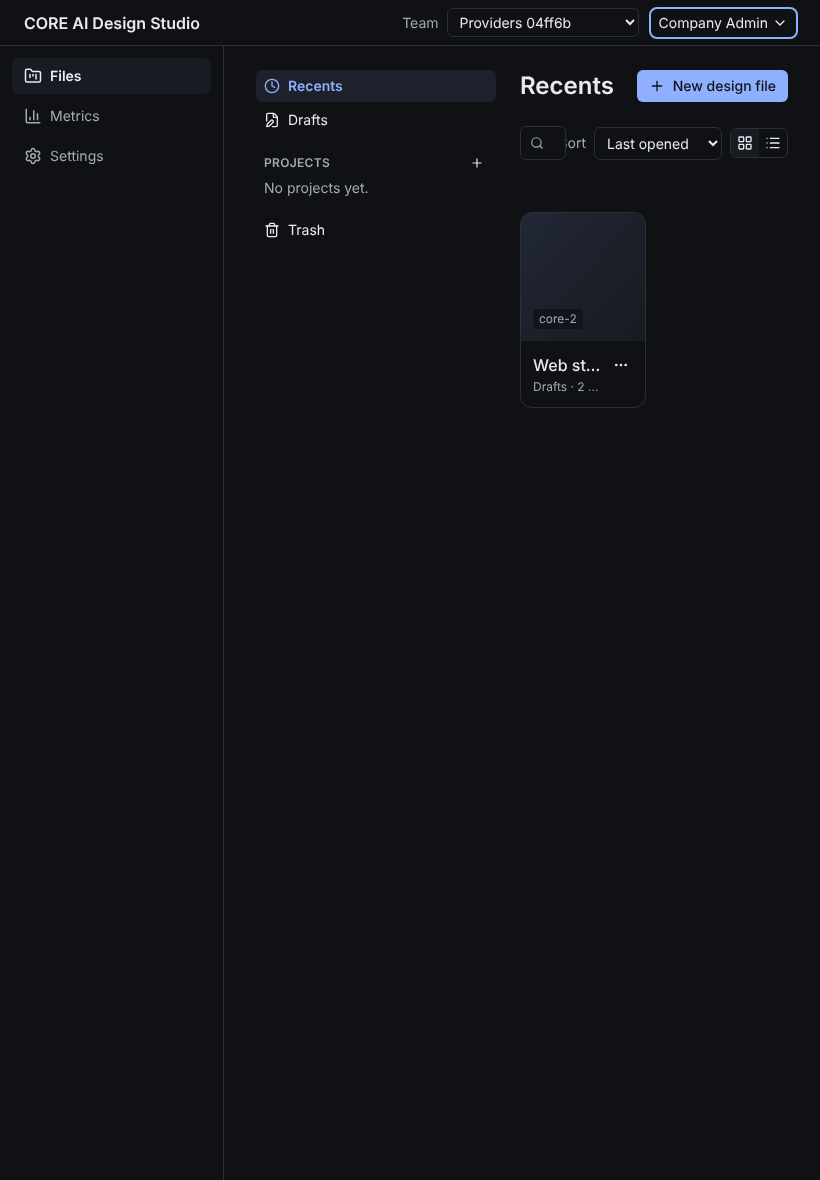 CORE AI Design Studio
Team
Providers 04ff6b
Company Admin
Files
Metrics
Settings
Recents
Drafts
PROJECTS
No projects yet.
Trash
Recents
New design file
ort
Last opened
core-2
Web st...
Drafts · 2 ...